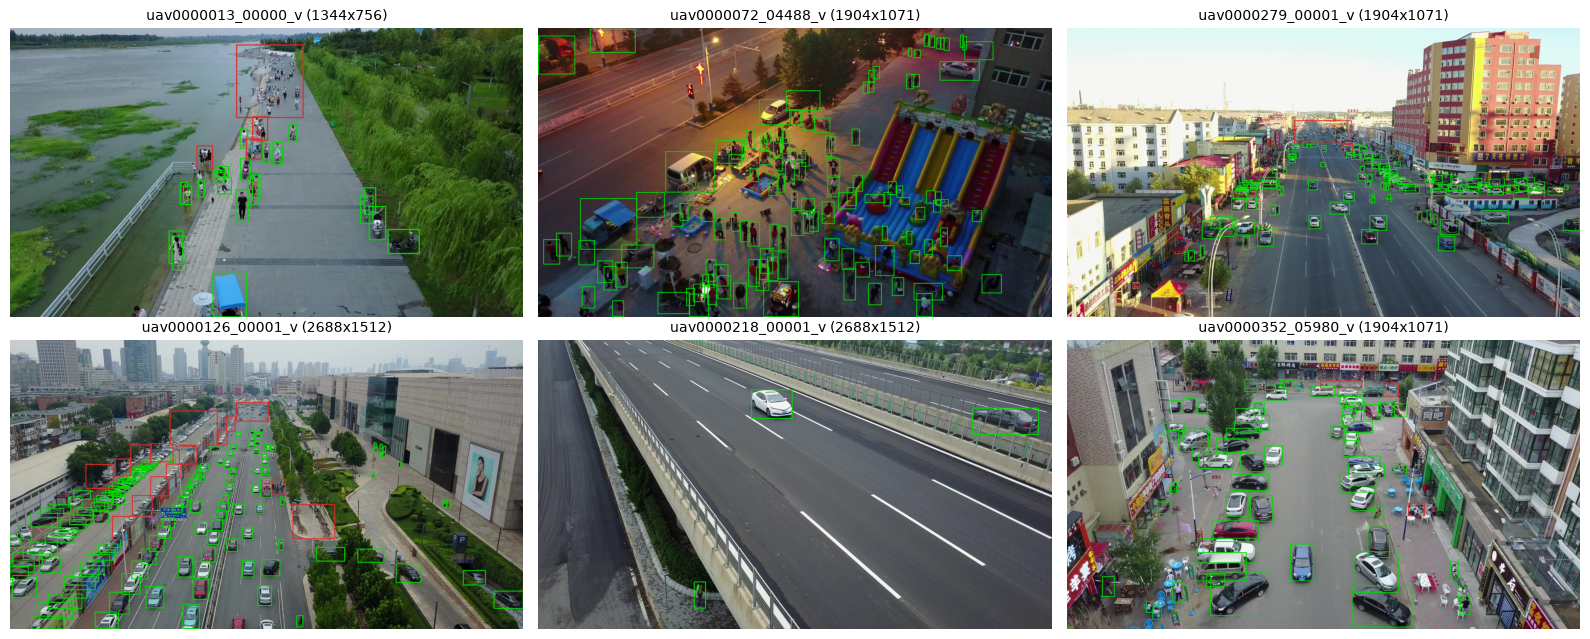 uav0000013_00000_v (1344x756)
uav0000072_04488_v (1904x1071)
uav0000279_00001_v (1904x1071)
uav0000126_00001_v (2688x1512)
uav0000218_00001_v (2688x1512)
uav0000352_05980_v (1904x1071)